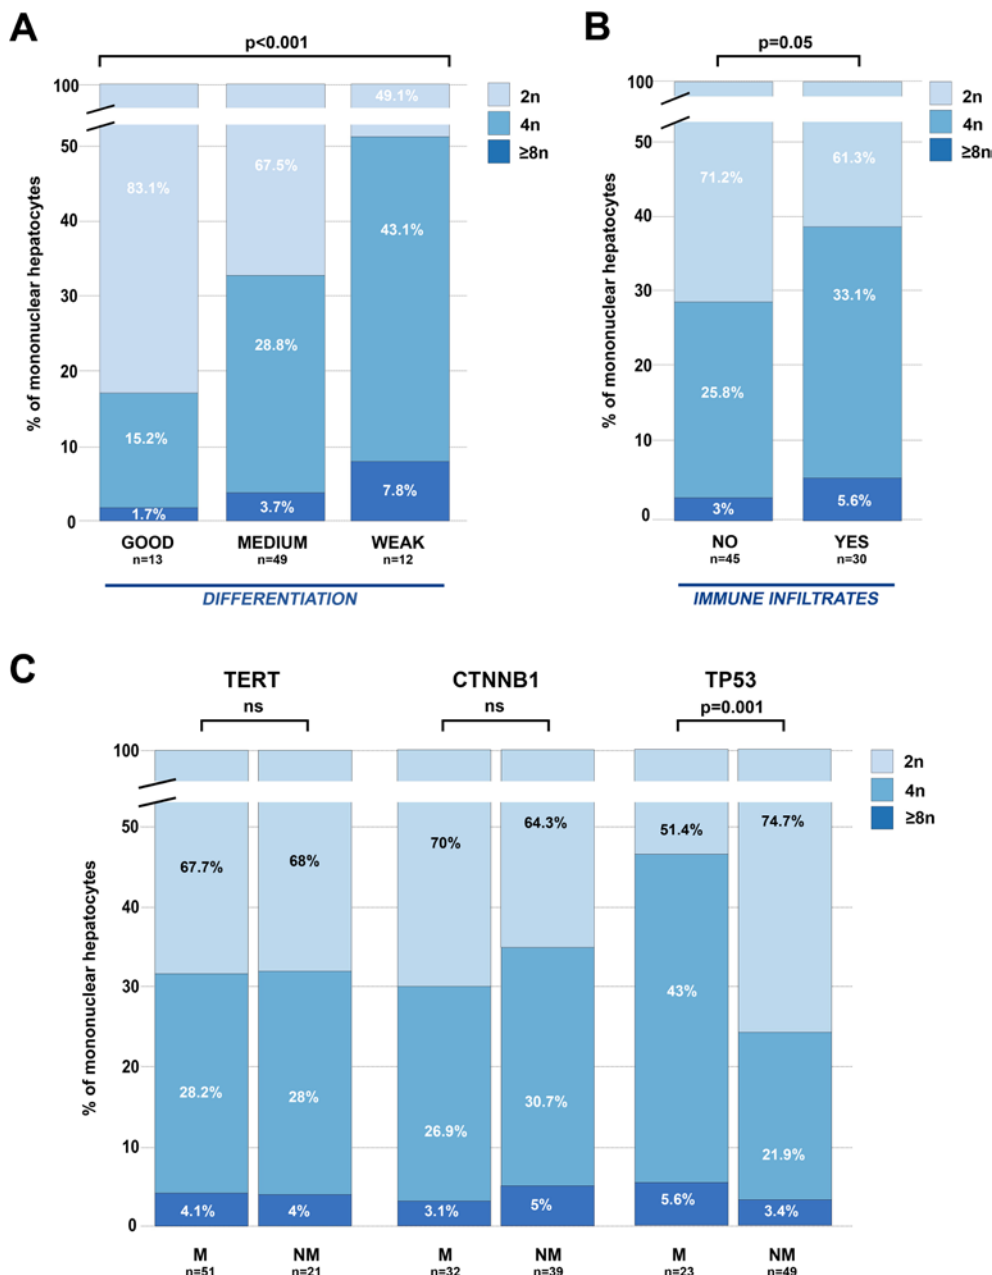 A
p<0.001
100
50
40
30
20
10
0
% of mononuclear hepatocytes
83.1%
15.2%
1.7%
67.5%
28.8%
3.7%
49.1%
43.1%
7.8%
2n
4n
≥8n
GOOD
MEDIUM
WEAK
n=13
n=49
n=12
DIFFERENTIATION
B
p=0.05
100
50
40
30
20
10
0
% of mononuclear hepatocytes
71.2%
25.8%
3%
61.3%
33.1%
5.6%
2n
4n
≥8n
NO
YES
n=45
n=30
IMMUNE INFILTRATES
C
TERT
CTNNB1
TP53
ns
ns
p=0.001
100
50
40
30
20
10
0
% of mononuclear hepatocytes
67.7%
28.2%
4.1%
68%
28%
4%
70%
26.9%
3.1%
64.3%
30.7%
5%
51.4%
43%
5.6%
74.7%
21.9%
3.4%
2n
4n
≥8n
M
NM
M
NM
M
NM
n=51
n=21
n=32
n=39
n=23
n=49